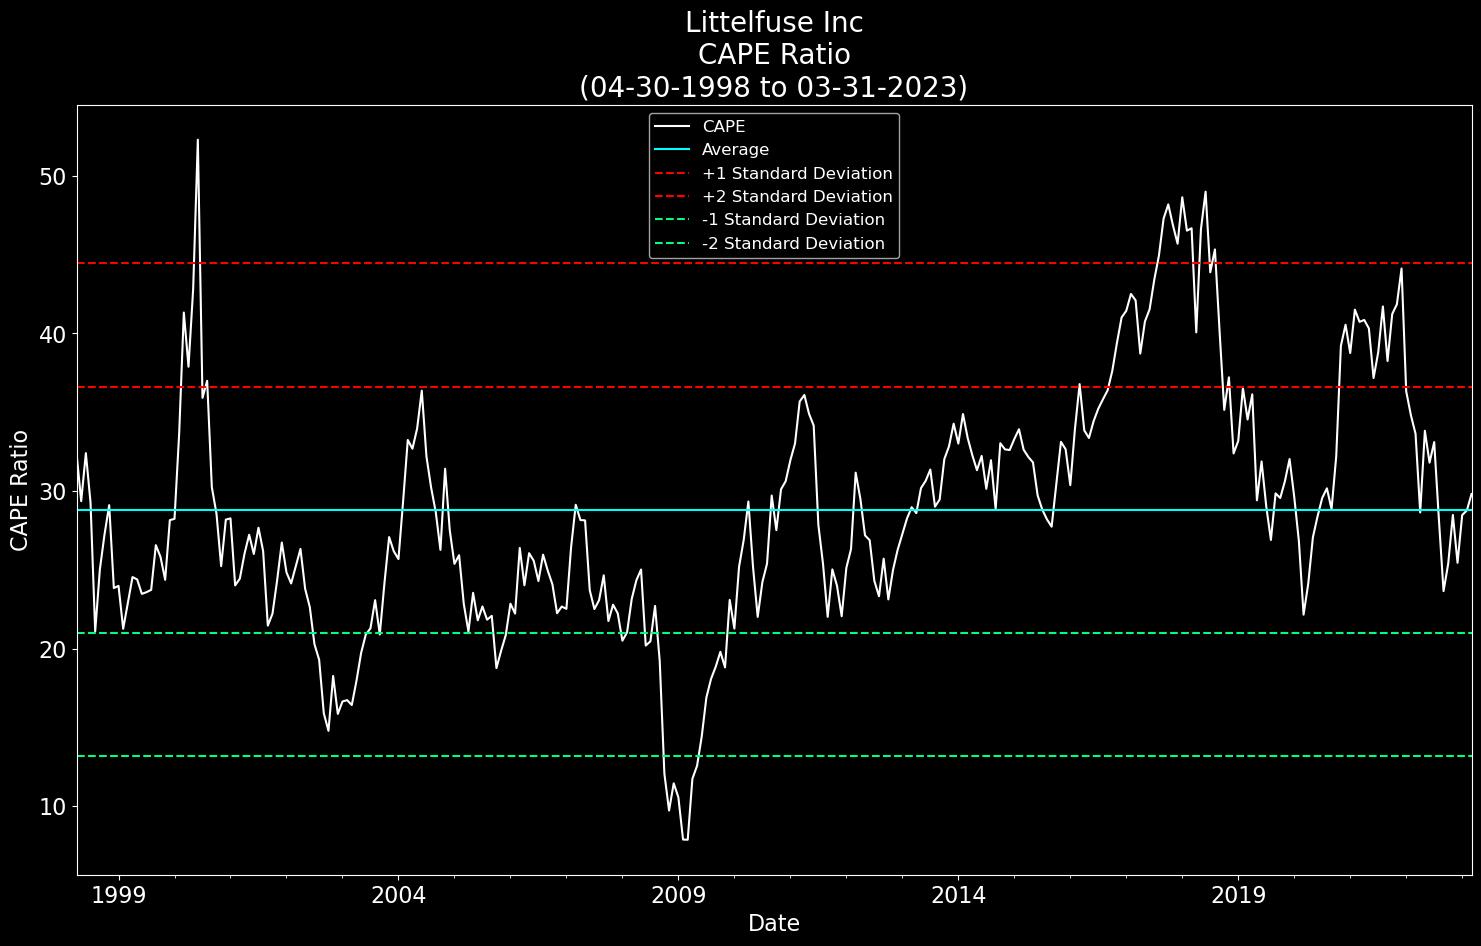 Littelfuse Inc
CAPE Ratio
(04-30-1998 to 03-31-2023)
CAPE
Average
+1 Standard Deviation
+2 Standard Deviation
-1 Standard Deviation
-2 Standard Deviation
CAPE Ratio
50
40
30
20
10
1999 2004 2009 2014 2019
Date